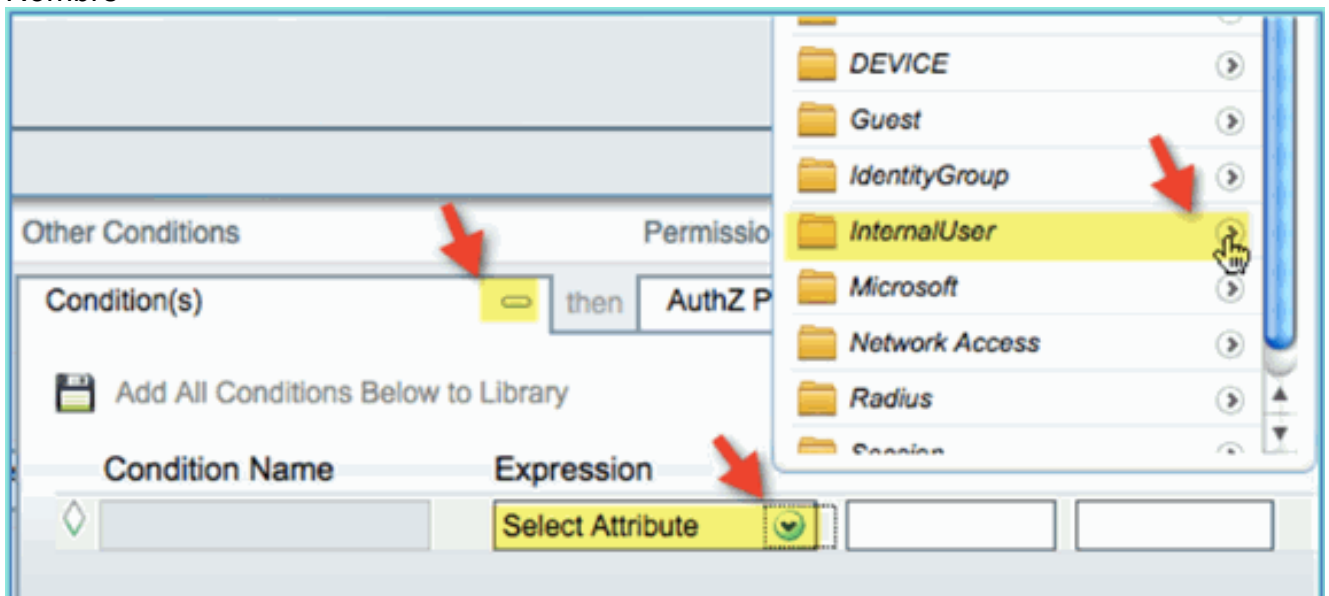 DEVICE
Guest
IdentityGroup
InternalUser
Microsoft
Network Access
Radius
Other Conditions
Permissio
Condition(s)
then
AuthZ P
Add All Conditions Below to Library
Condition Name
Expression
Select Attribute